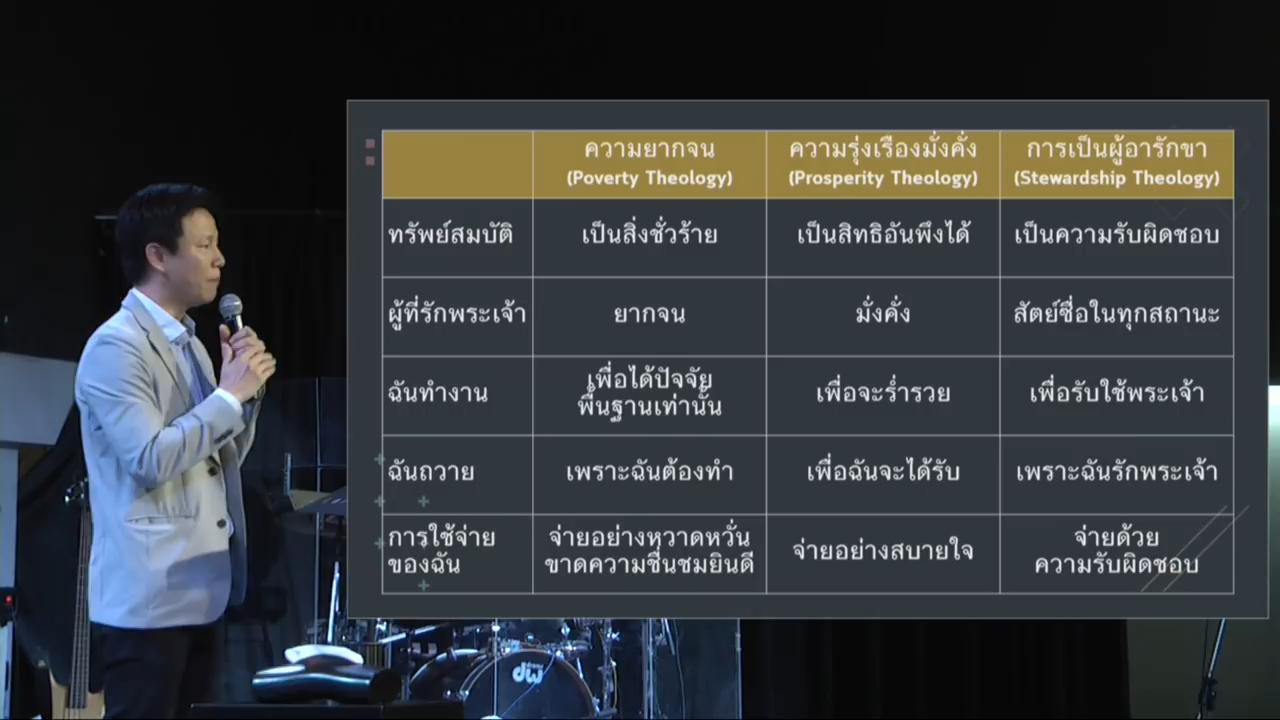 ความยากจน
(Poverty Theology)
ความรุ่งเรืองมั่งคั่ง
(Prosperity Theology)
การเป็นผู้อารักขา
(Stewardship Theology)
ทรัพย์สมบัติ
เป็นสิ่งชั่วร้าย
เป็นสิทธิอันพึงได้
เป็นความรับผิดชอบ
ผู้ที่รักพระเจ้า
ยากจน
มั่งคั่ง
สัตย์ซื่อในทุกสถานะ
ฉันทำงาน
เพื่อได้ปัจจัย
พื้นฐานเท่านั้น
เพื่อจะร่ำรวย
เพื่อรับใช้พระเจ้า
ฉันถวาย
เพราะฉันต้องทำ
เพื่อฉันจะได้รับ
เพราะฉันรักพระเจ้า
การใช้จ่าย
ของฉัน
จ่ายอย่างหวาดหวั่น
ขาดความชื่นชมยินดี
จ่ายอย่างสบายใจ
จ่ายด้วย
ความรับผิดชอบ
drums
dw